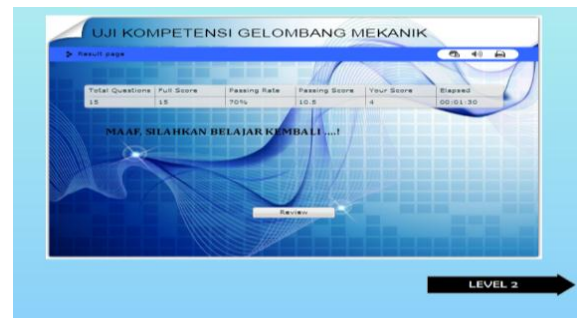 UJI KOMPETENSI GELOMBANG MEKANIK
Result page
Total Questions Full Score Passing Rate Passing Score Your Score Elapsed
15 15 70% 10.5 4 00:01:30
MAAF, SILAHKAN BELAJAR KEMBALI ....!
Review
LEVEL 2